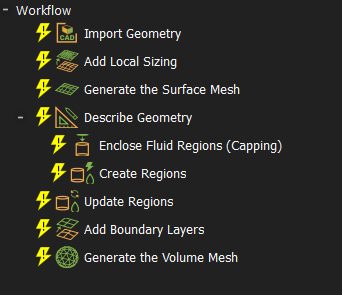 Workflow
CAD
Import Geometry
Add Local Sizing
Generate the Surface Mesh
Describe Geometry
Enclose Fluid Regions (Capping)
Create Regions
Update Regions
Add Boundary Layers
Generate the Volume Mesh